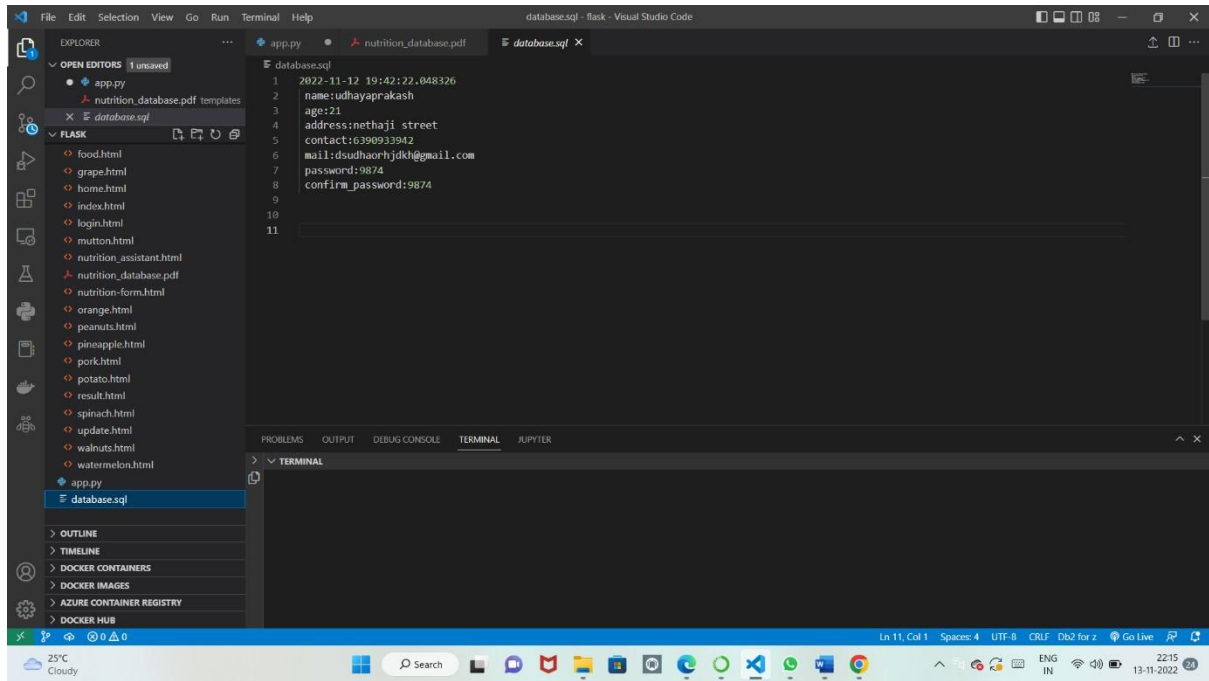 File Edit Selection View Go Run Terminal Help
database.sql - flask - Visual Studio Code
EXPLORER
app.py
nutrition_database.pdf
database.sql
OPEN EDITORS 1 unsaved
app.py
nutrition_database.pdf templates
database.sql
FLASK
food.html
grape.html
home.html
index.html
login.html
mutton.html
nutrition_assistant.html
nutrition_database.pdf
nutrition-form.html
orange.html
peanuts.html
pineapple.html
pork.html
potato.html
result.html
spinach.html
update.html
walnuts.html
watermelon.html
app.py
database.sql
OUTLINE
TIMELINE
DOCKER CONTAINERS
DOCKER IMAGES
AZURE CONTAINER REGISTRY
DOCKER HUB
database.sql
1 2022-11-12 19:42:22.048326
2 name:udhayaprakash
3 age:21
4 address:nethaji street
5 contact:6390933942
6 mail:dsudhaorhjdkh@gmail.com
7 password:9874
8 confirm_password:9874
9
10
11
PROBLEMS OUTPUT DEBUG CONSOLE TERMINAL JUPYTER
TERMINAL
0 0 Ln 11, Col 1 Spaces: 4 UTF-8 CRLF Db2 for z Go Live
25°C
Cloudy
Search
ENG
IN
22:15
13-11-2022
24